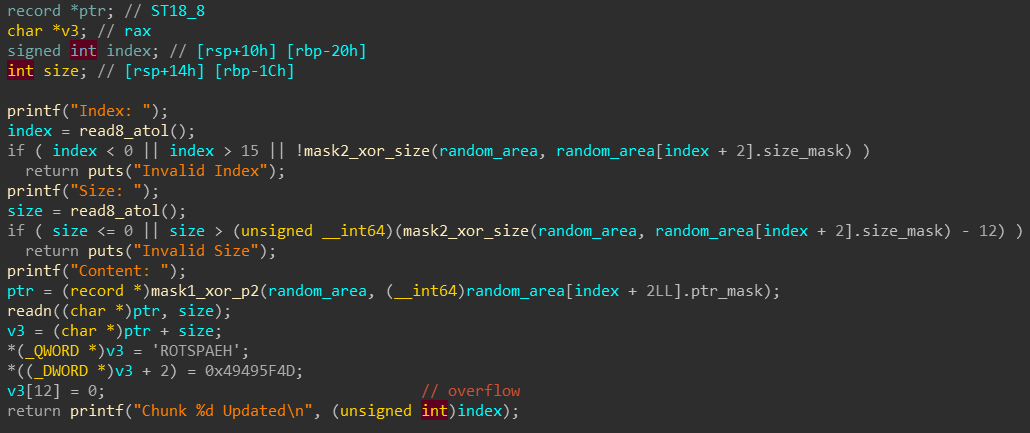 record *ptr; // ST18_8
char *v3; // rax
signed int index; // [rsp+10h] [rbp-20h]
int size; // [rsp+14h] [rbp-1Ch]
printf("Index: ");
index = read8_atol();
if ( index < 0 || index > 15 || !mask2_xor_size(random_area, random_area[index + 2].size_mask) )
return puts("Invalid Index");
printf("Size: ");
size = read8_atol();
if ( size <= 0 || size > (unsigned __int64)(mask2_xor_size(random_area, random_area[index + 2].size_mask) - 12) )
return puts("Invalid Size");
printf("Content: ");
ptr = (record *)mask1_xor_p2(random_area, (__int64)random_area[index + 2LL].ptr_mask);
readn((char *)ptr, size);
v3 = (char *)ptr + size;
*(_QWORD *)v3 = 'ROTSPAEH';
*((_DWORD *)v3 + 2) = 0x49495F4D;
v3[12] = 0; // overflow
return printf("Chunk %d Updated\n", (unsigned int)index);